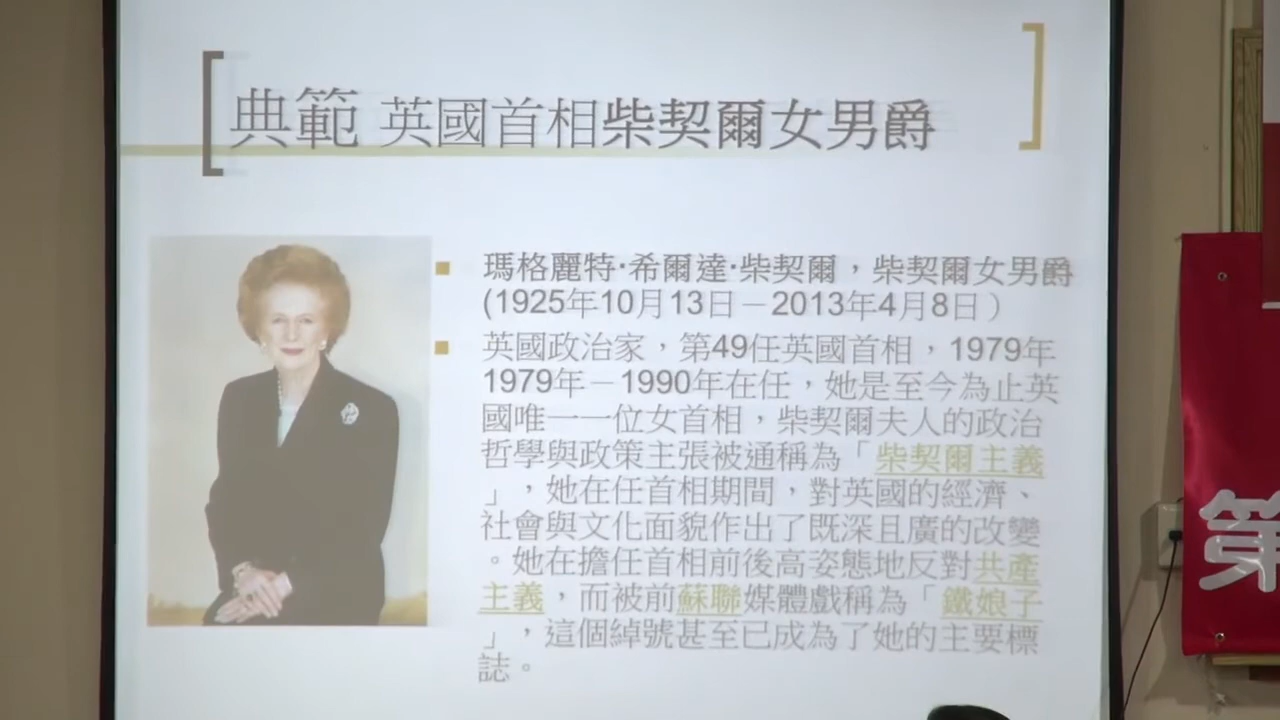 典範 英國首相柴契爾女男爵
瑪格麗特·希爾達·柴契爾，柴契爾女男爵
(1925年10月13日－2013年4月8日）
英國政治家，第49任英國首相，1979年
1979年－1990年在任，她是至今為止英
國唯一一位女首相，柴契爾夫人的政治
哲學與政策主張被通稱為「柴契爾主義
」，她在任首相期間，對英國的經濟、
社會與文化面貌作出了既深且廣的改變
。她在擔任首相前後高姿態地反對共產
主義，而被前蘇聯媒體戲稱為「鐵娘子
」，這個綽號甚至已成為了她的主要標
誌。
第